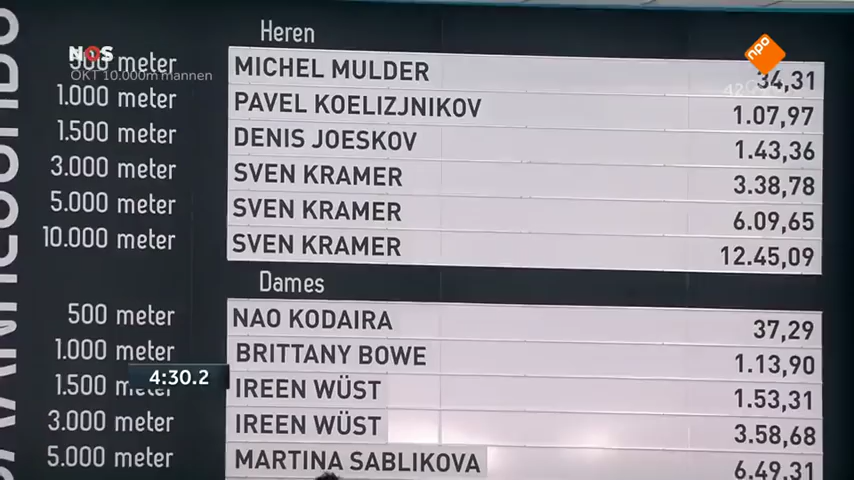 Heren
NOS
500 meter MICHEL MULDER 34,31
OKT 10.000m mannen
npo
1.000 meter PAVEL KOELIZJNIKOV 1.07,97
1.500 meter DENIS JOESKOV 1.43,36
3.000 meter SVEN KRAMER 3.38,78
5.000 meter SVEN KRAMER 6.09,65
10.000 meter SVEN KRAMER 12.45,09
Dames
500 meter NAO KODAIRA 37,29
1.000 meter BRITTANY BOWE 1.13,90
4:30.2
1.500 meter IREEN WÜST 1.53,31
3.000 meter IREEN WÜST 3.58,68
5.000 meter MARTINA SABLIKOVA 6.49,31